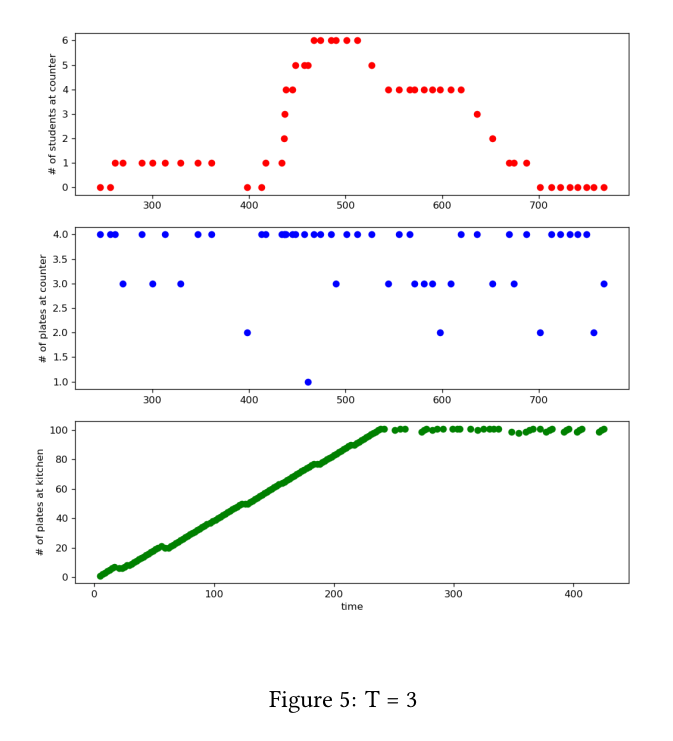 # of students at counter
6
5
4
3
2
1
0
300 400 500 600 700
# of plates at counter
4.0
3.5
3.0
2.5
2.0
1.5
1.0
300 400 500 600 700
# of plates at kitchen
100
80
60
40
20
0
0 100 200 300 400
time
Figure 5: T = 3